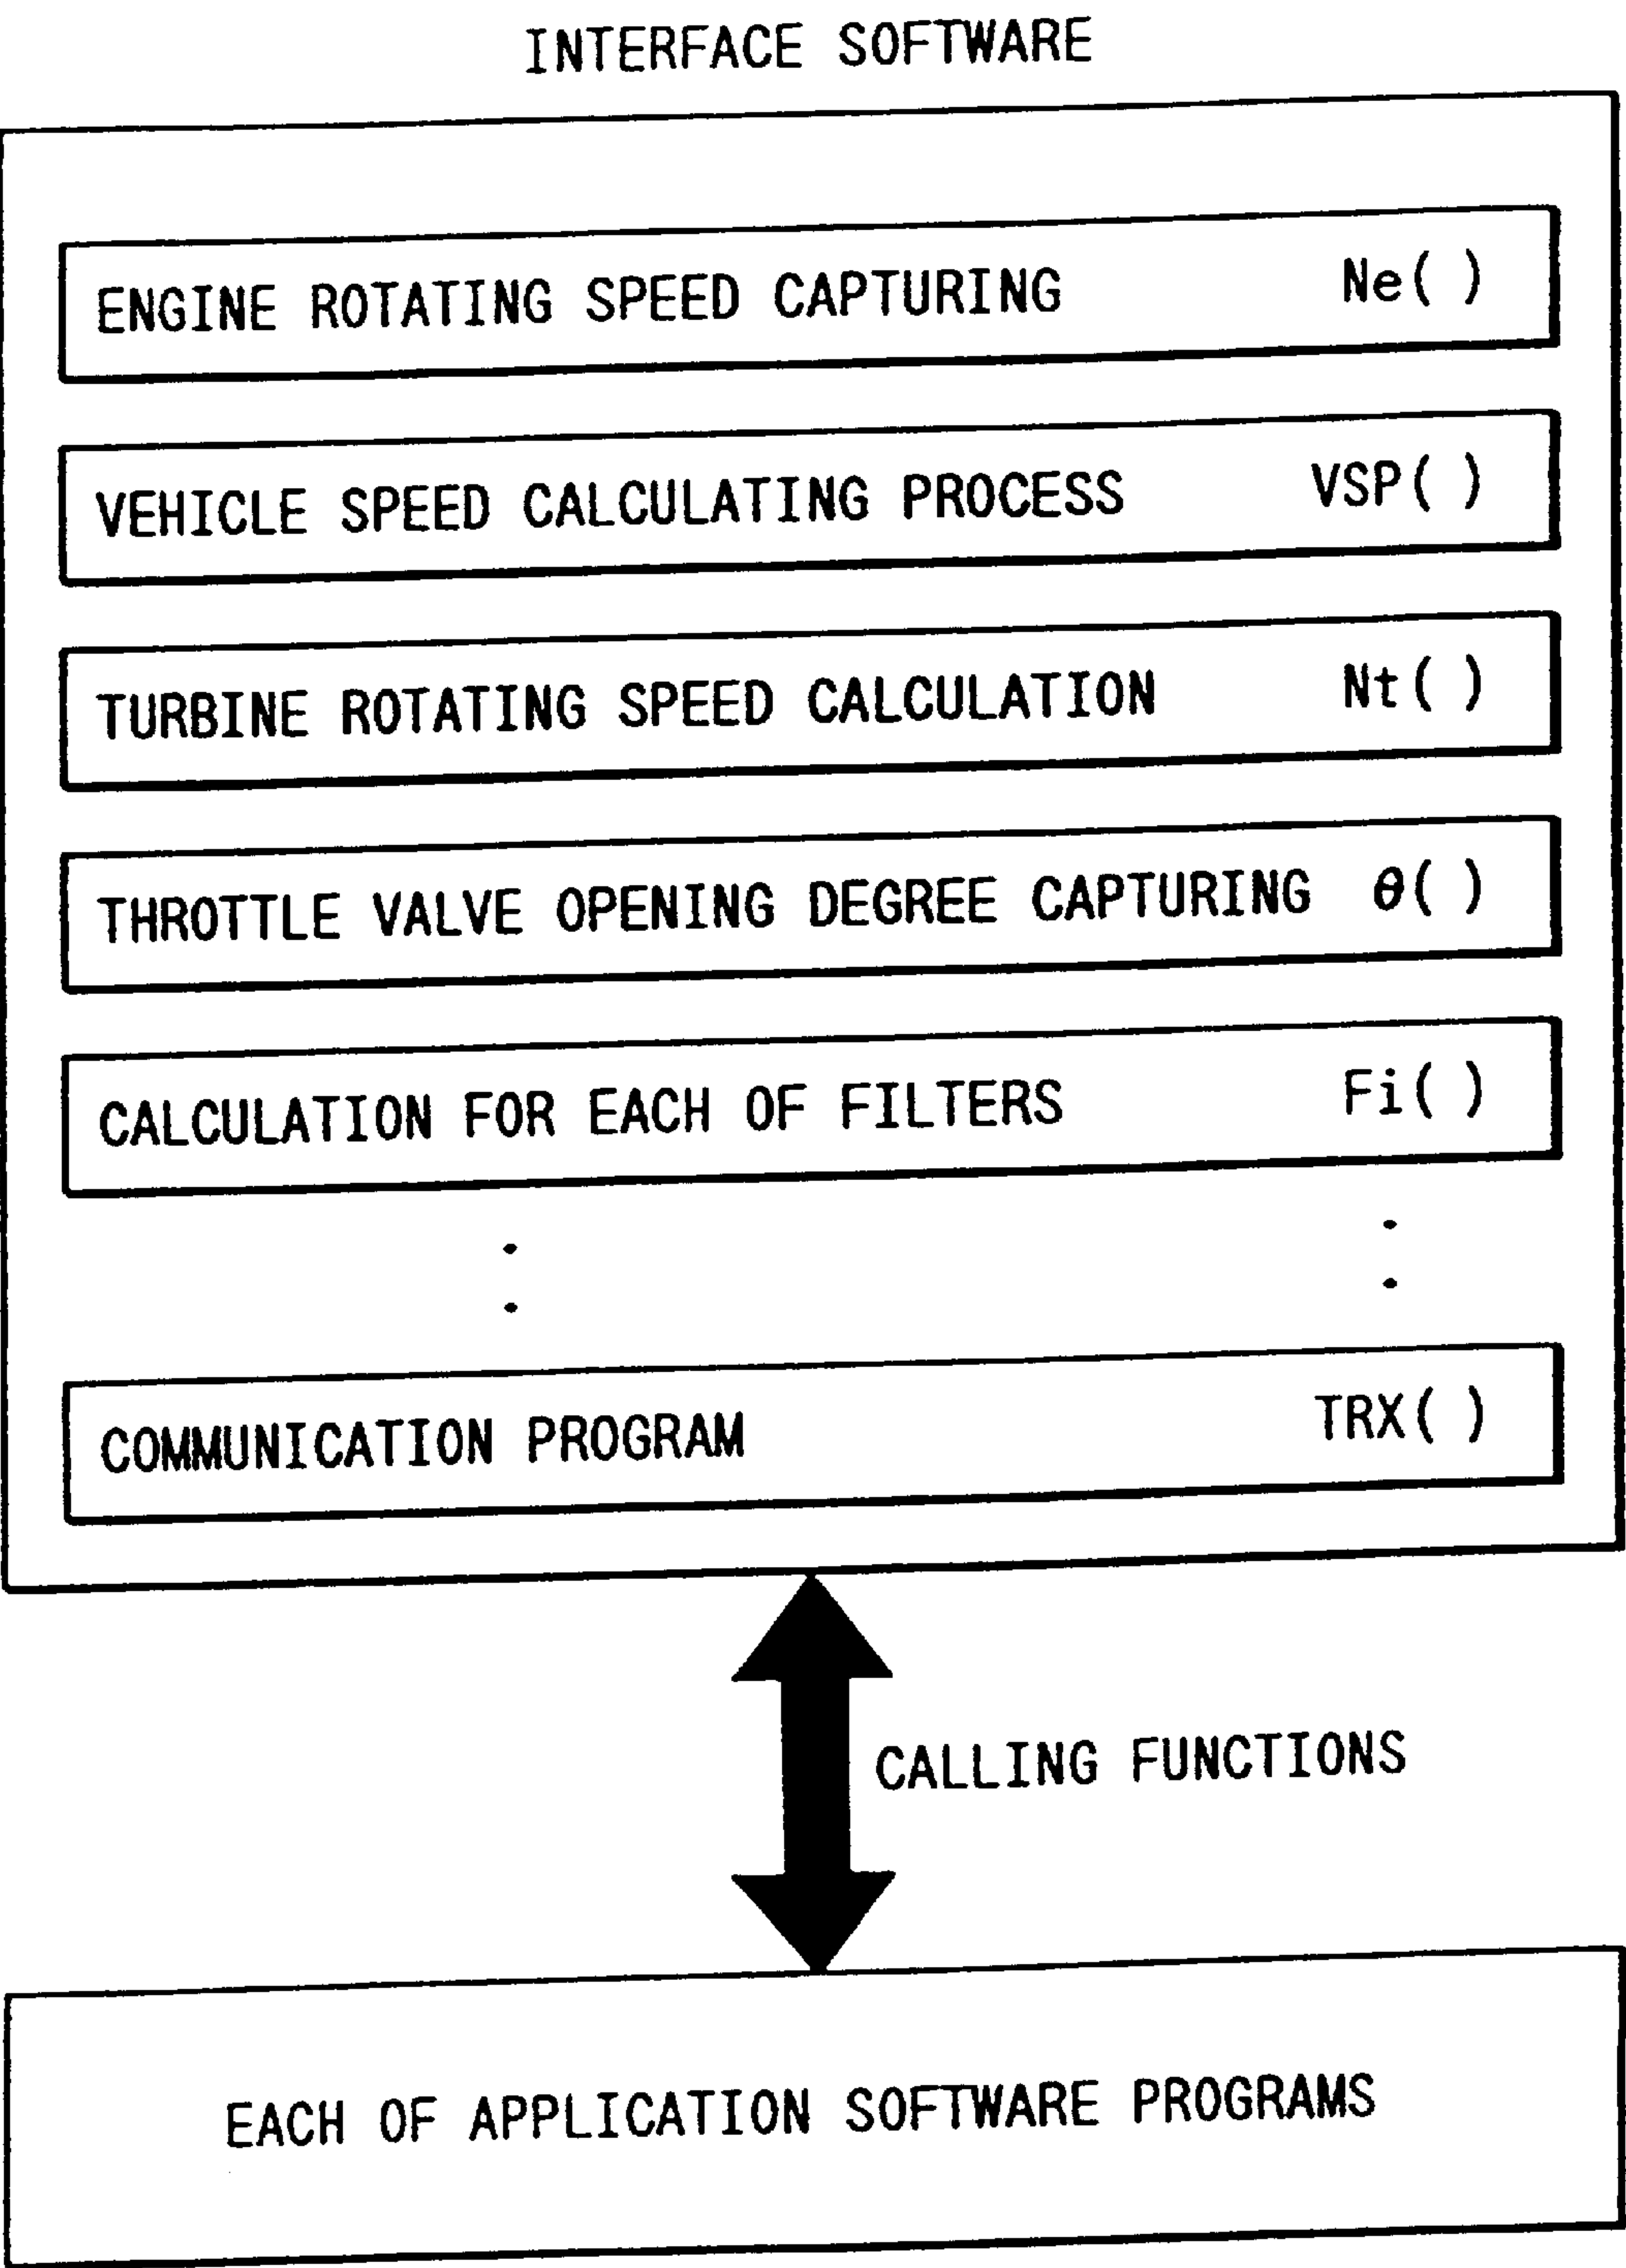 INTERFACE SOFTWARE
ENGINE ROTATING SPEED CAPTURING Ne( )
VEHICLE SPEED CALCULATING PROCESS VSP( )
TURBINE ROTATING SPEED CALCULATION Nt( )
THROTTLE VALVE OPENING DEGREE CAPTURING θ( )
CALCULATION FOR EACH OF FILTERS Fi( )
COMMUNICATION PROGRAM TRX( )
CALLING FUNCTIONS
EACH OF APPLICATION SOFTWARE PROGRAMS